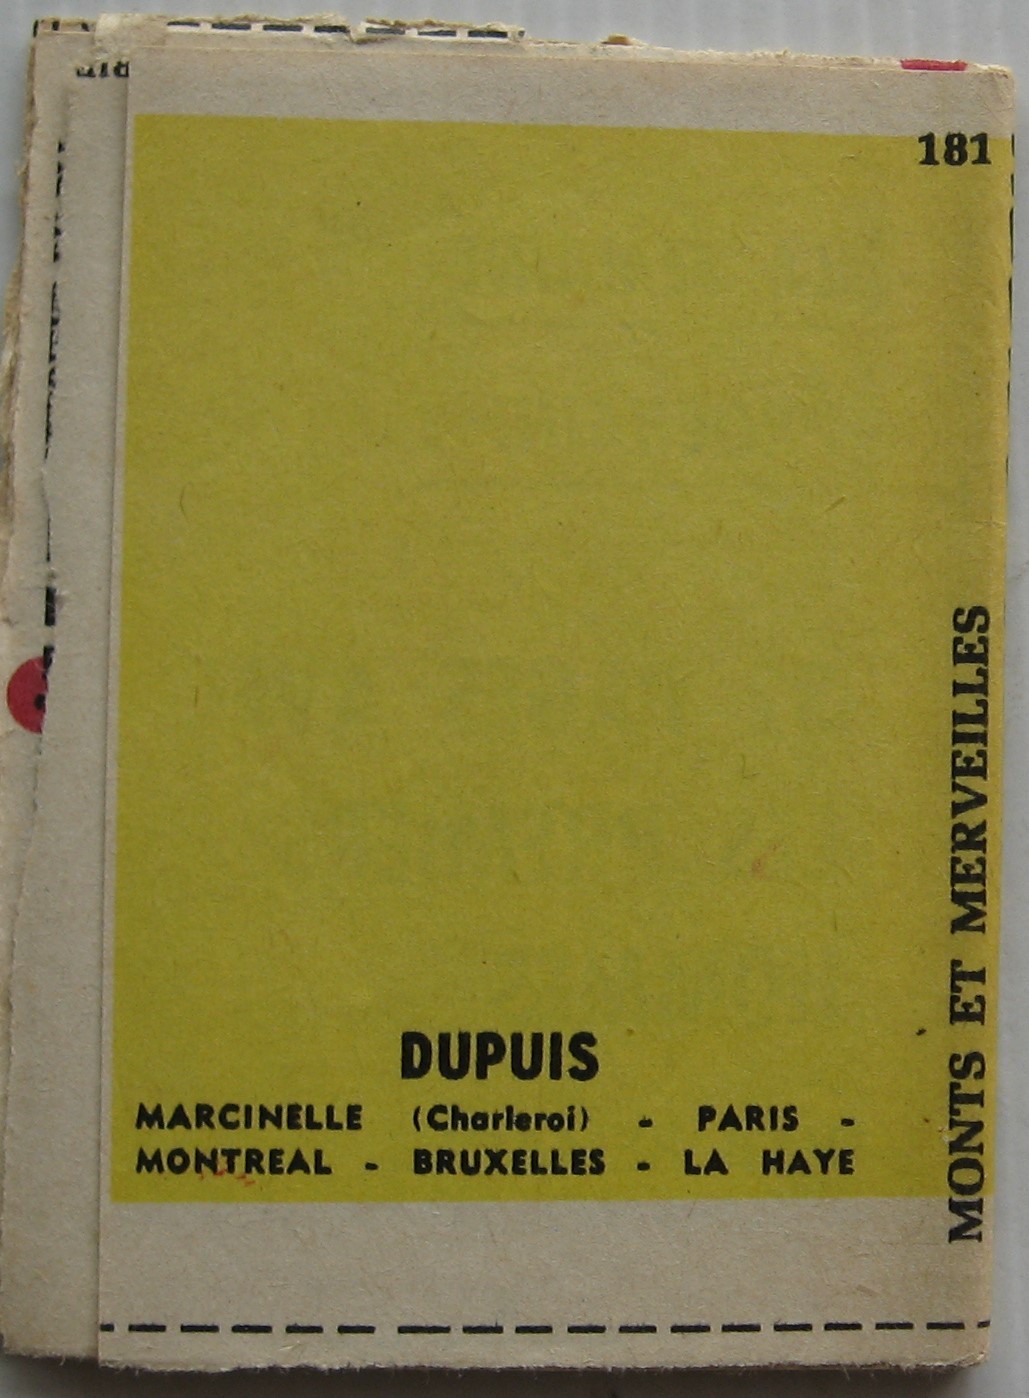 181
MONTS ET MERVEILLES
DUPUIS
MARCINELLE (Charleroi) - PARIS -
MONTREAL - BRUXELLES - LA HAYE